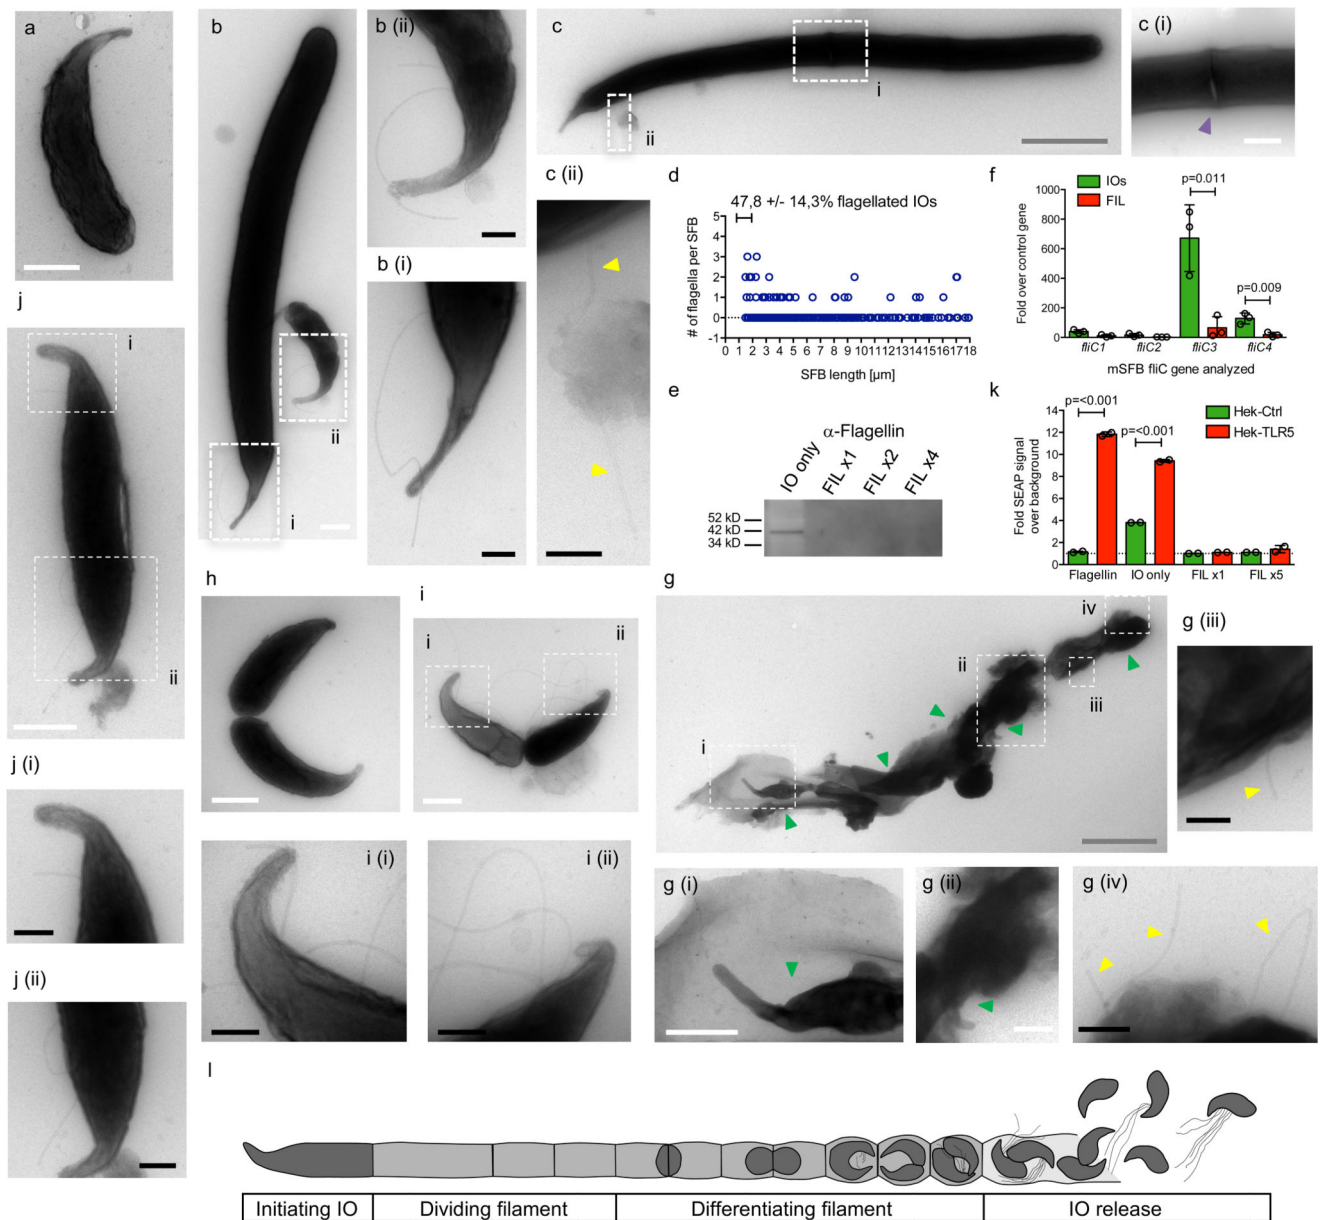 a
b
b (ii)
c
i
ii
c (i)
i
ii
b (i)
c (ii)
d
47,8 +/- 14,3% flagellated IOs
# of flagella per SFB
5
4
3
2
1
0
-1
0 1 2 3 4 5 6 7 8 9 10 11 12 13 14 15 16 17 18
SFB length [µm]
e
α-Flagellin
IO only
FIL x1
FIL x2
FIL x4
52 kD
42 kD
34 kD
f
IOs
FIL
p=0.011
p=0.009
Fold over control gene
1000
800
600
400
200
0
fliC1 fliC2 fliC3 fliC4
mSFB fliC gene analyzed
k
Hek-Ctrl
Hek-TLR5
p=<0.001
p=<0.001
Fold SEAP signal
over background
14
12
10
8
6
4
2
0
Flagellin IO only FIL x1 FIL x5
j
i
ii
j (i)
j (ii)
h
i
i
ii
i (i)
i (ii)
g
i
ii
iii
iv
g (iii)
g (i)
g (ii)
g (iv)
l
Initiating IO Dividing filament Differentiating filament IO release